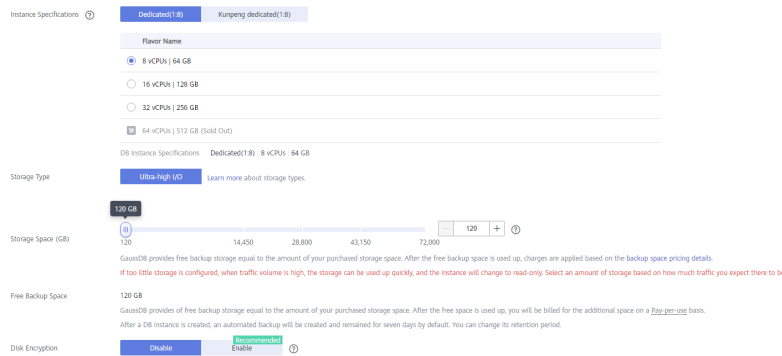 Instance Specifications ? Dedicated(1:8) Kunpeng dedicated(1:8)
Flavor Name
8 vCPUs | 64 GB
16 vCPUs | 128 GB
32 vCPUs | 256 GB
64 vCPUs | 512 GB (Sold Out)
DB Instance Specifications Dedicated(1:8) | 8 vCPUs | 64 GB
Storage Type Ultra-high I/O Learn more about storage types.
120 GB
Storage Space (GB) 120 14,450 28,800 43,150 72,000 − 120 + ?
GaussDB provides free backup storage equal to the amount of your purchased storage space. After the free backup space is used up, charges are applied based on the backup space pricing details.
If too little storage is configured, when traffic volume is high, the storage can be used up quickly, and the instance will change to read-only. Select an amount of storage based on how much traffic you expect there to b
Free Backup Space 120 GB
GaussDB provides of free backup storage equal to the amount of your purchased storage space. After the free space is used up, you will be billed for the additional space on a Pay-per-use basis.
After a DB instance is created, an automated backup will be created and remained for seven days by default. You can change its retention period.
Recommended
Disk Encryption Disable Enable ?